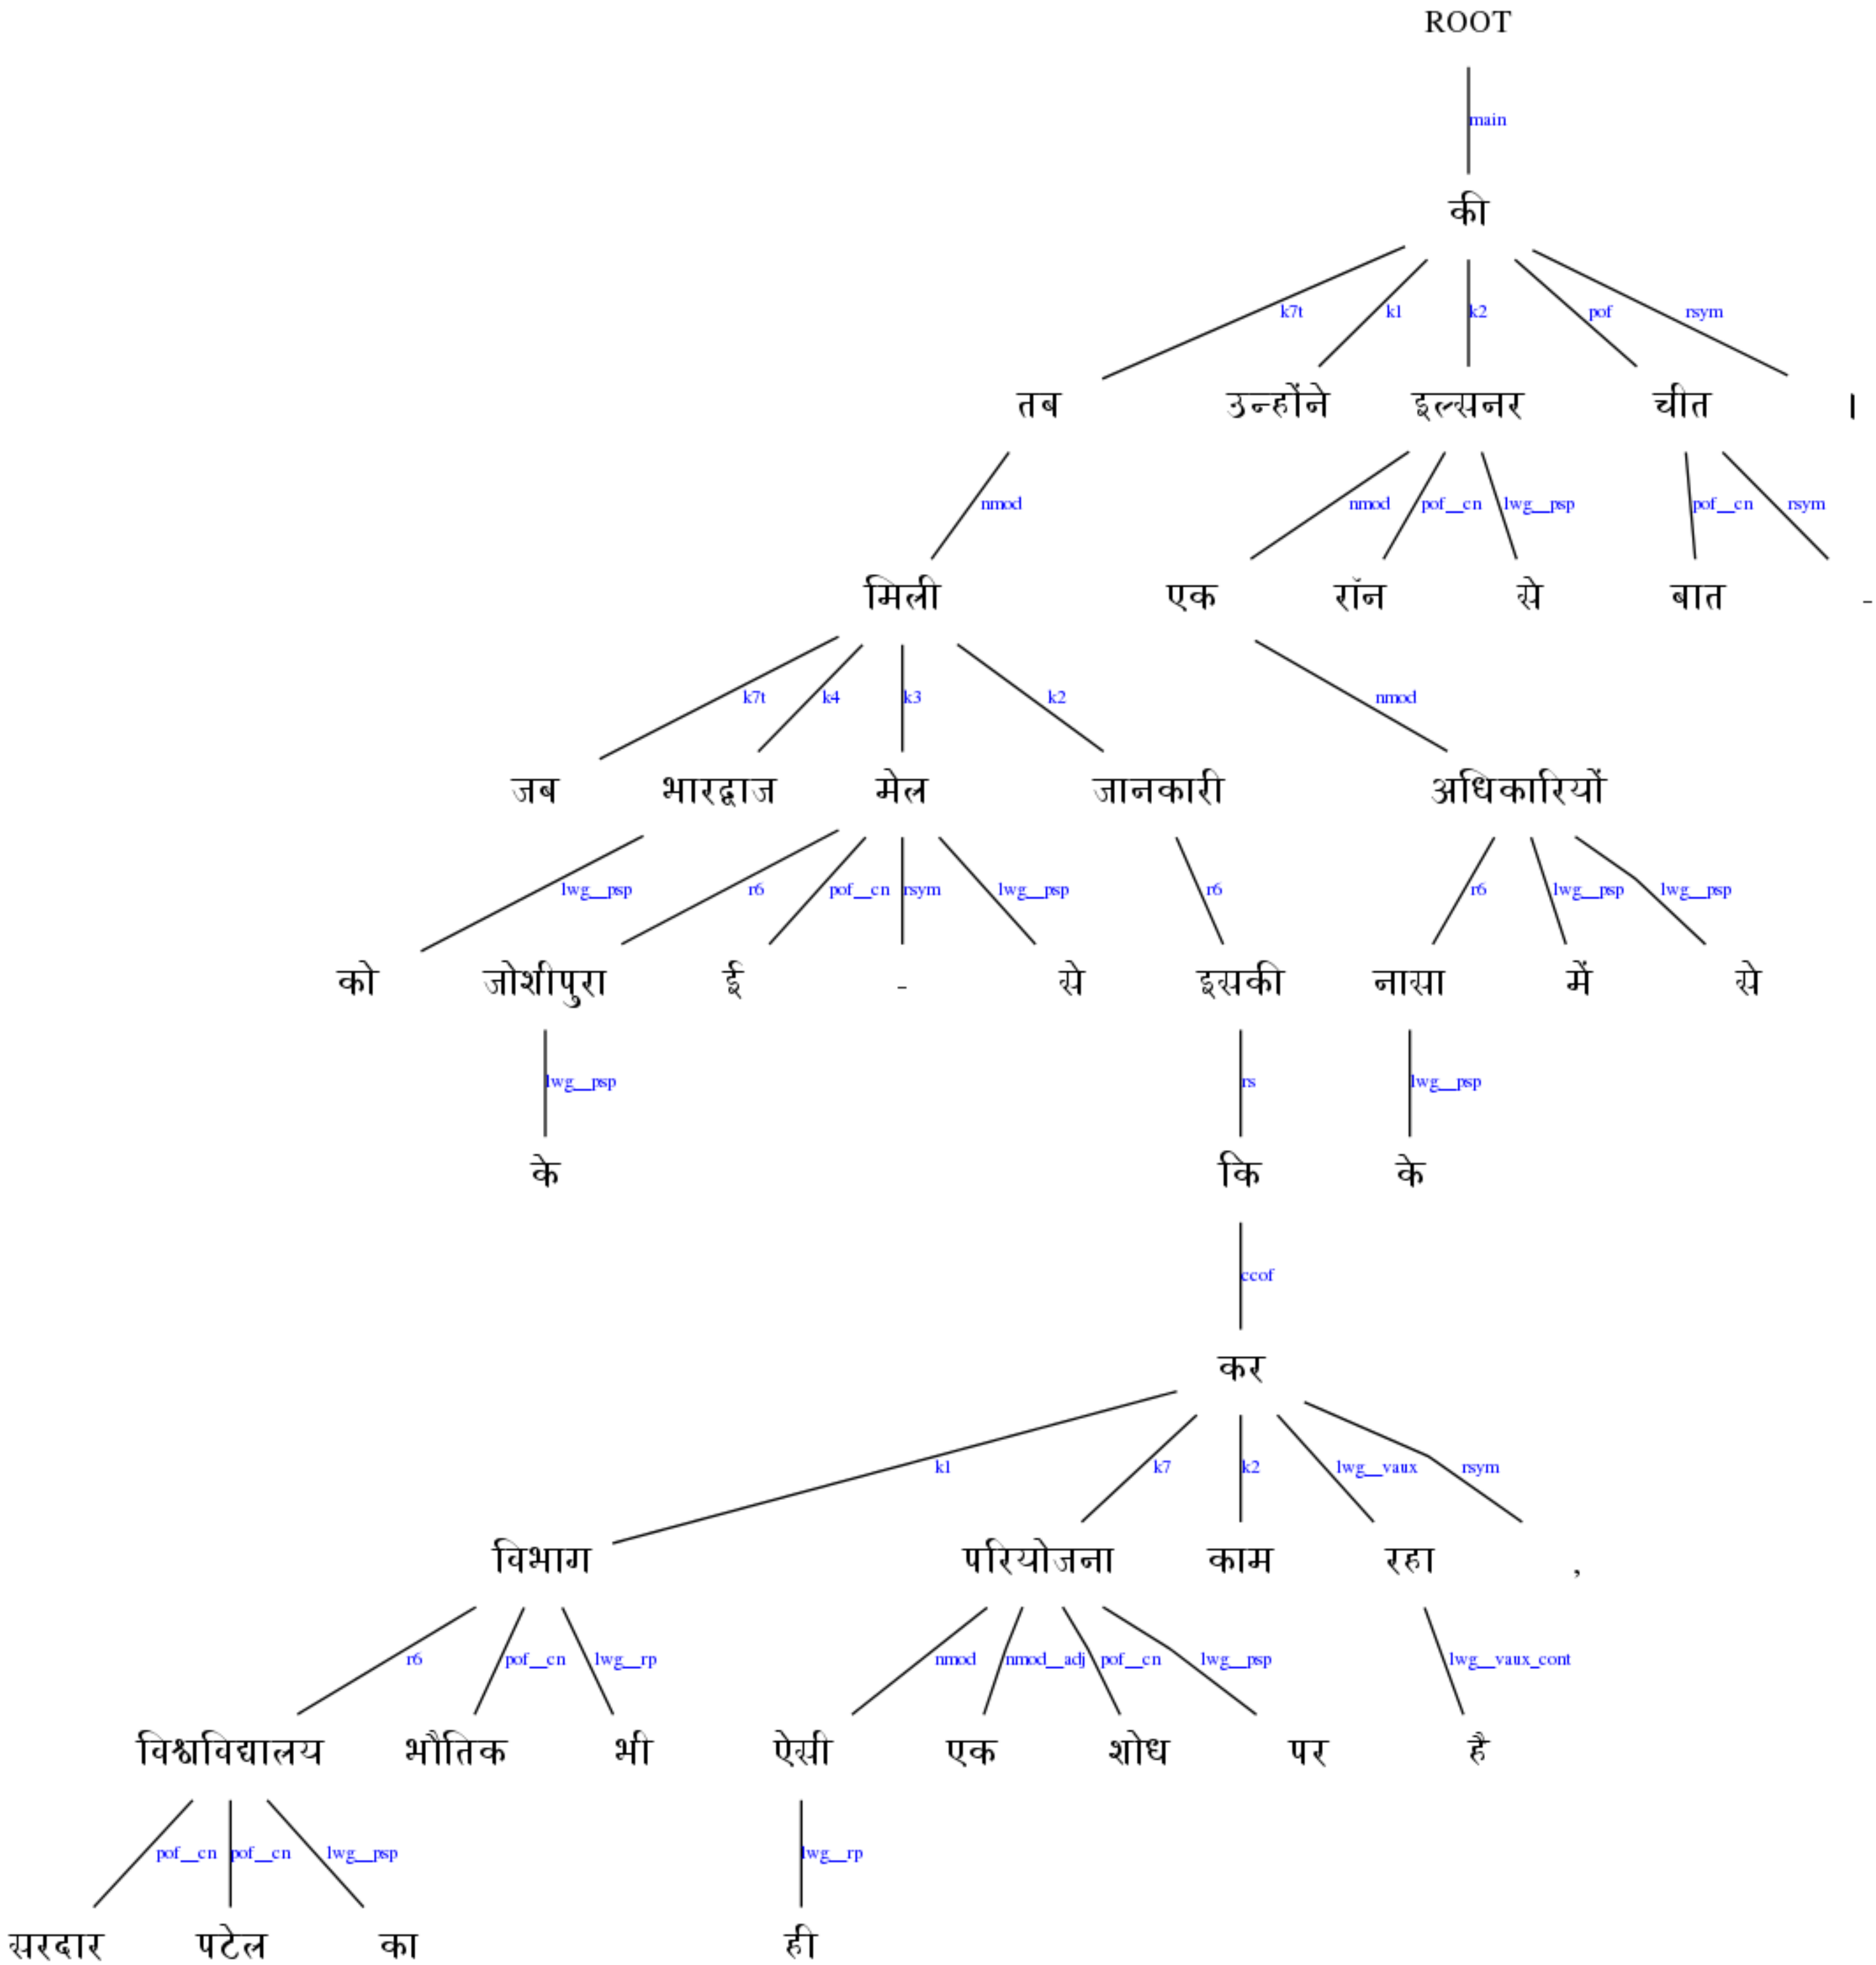 ROOT
main
की
k7t k1 k2 pof rsym
तब उन्होंने इल्सनर चीत ।
nmod nmod pof__cn lwg__psp pof__cn rsym
मिली एक रॉन से बात -
k7t k4 k3 k2 nmod
जब भारद्वाज मेल जानकारी अधिकारियों
lwg__psp r6 pof__cn rsym lwg__psp r6 r6 lwg__psp lwg__psp
को जोशीपुरा ई - से इसकी नासा में से
lwg__psp rs lwg__psp
के कि के
ccof
कर
k1 k7 k2 lwg__vaux rsym
विभाग परियोजना काम रहा ,
r6 pof__cn lwg__rp nmod nmod__adj pof__cn lwg__psp lwg__vaux_cont
विश्वविद्यालय भौतिक भी ऐसी एक शोध पर है
pof__cn pof__cn lwg__psp lwg__rp
सरदार पटेल का ही